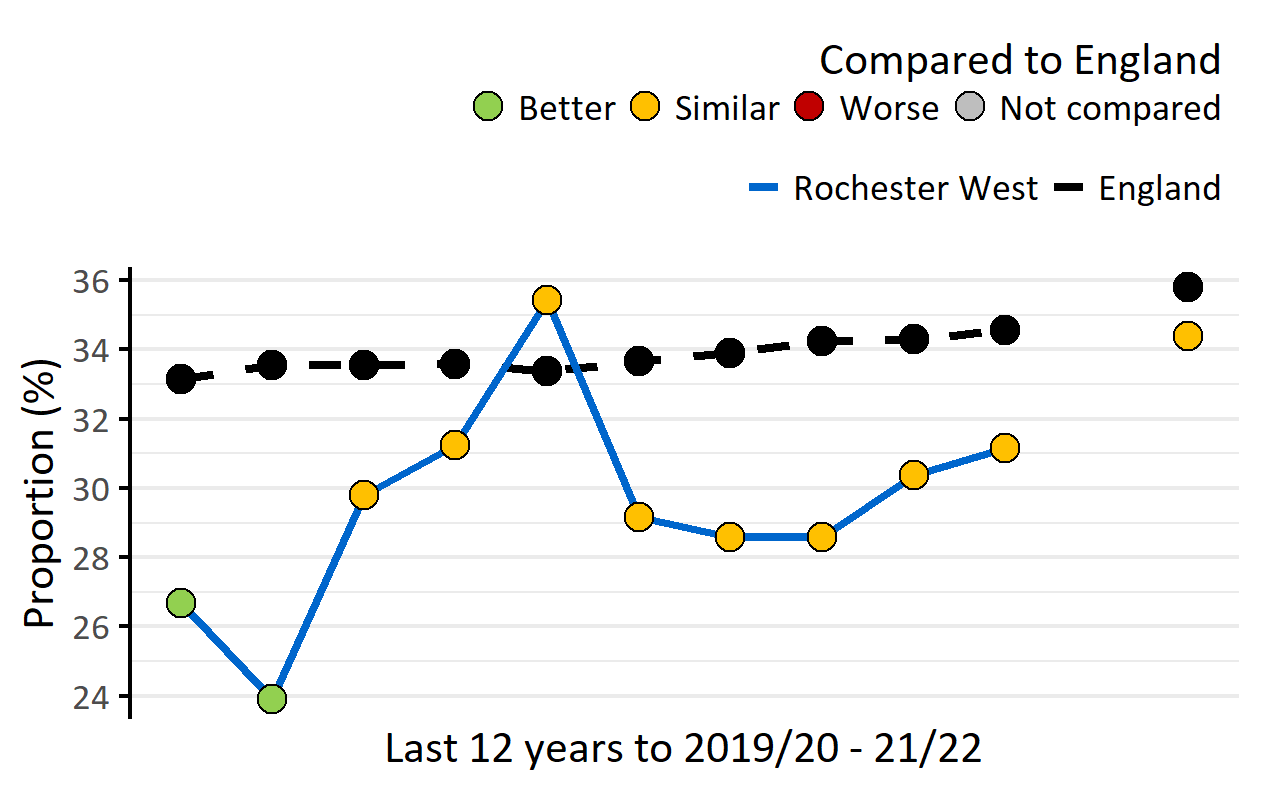 Compared to England
Better Similar Worse Not compared
Rochester West England
36
34
32
30
28
26
24
Proportion (%)
Last 12 years to 2019/20 - 21/22